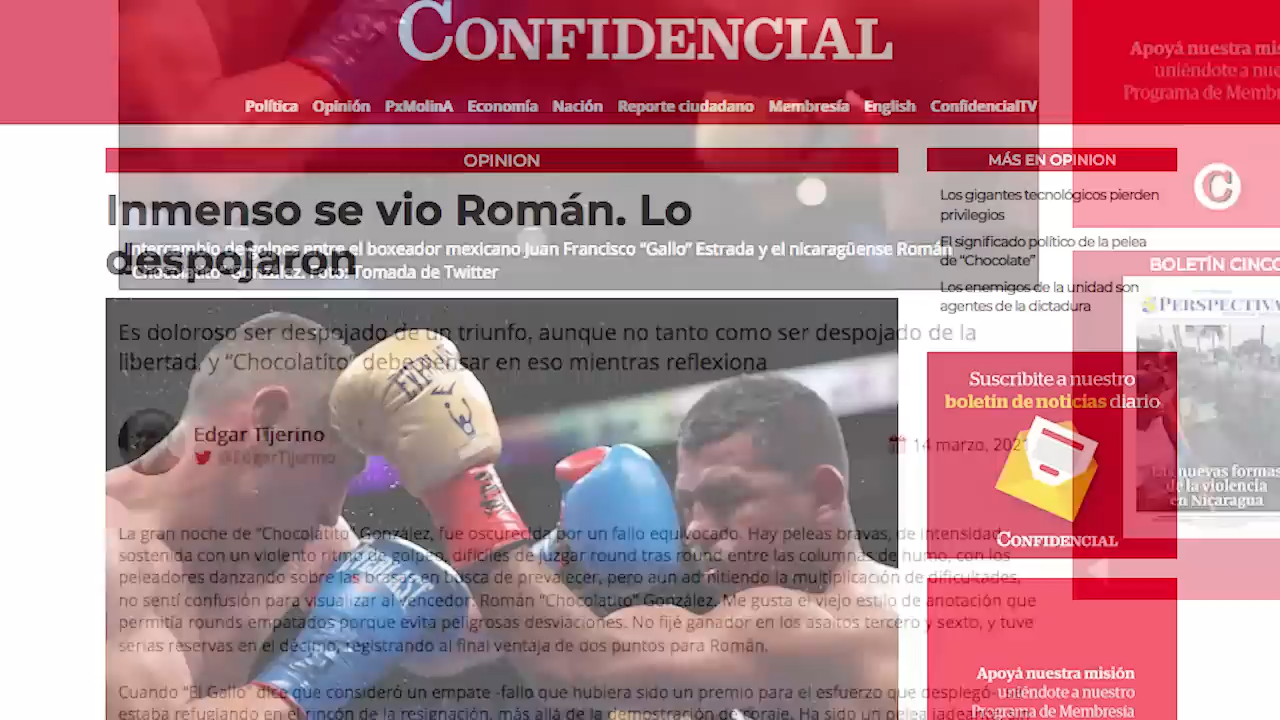 CONFIDENCIAL
Apoyá nuestra
uniéndote a
Programa de
Política Opinión PxMolinA Economía Nación Reporte ciudadano Membresía English ConfidencialTV
OPINION
Inmenso se vio Román. Lo
despojaron
Intercambio de golpes entre el boxeador mexicano Juan Francisco “Gallo” Estrada y el nicaragüense Román
“Chocolatito” González. Foto: Tomada de Twitter
Es doloroso ser despojado de un triunfo, aunque no tanto como ser despojado de la
libertad, y “Chocolatito” debe pensar en eso mientras reflexiona
Edgar Tijerino
@EdgarTijerino
14 marzo, 2021
La gran noche de “Chocolatito” González, fue oscurecida por un fallo equivocado. Hay peleas bravas, de intensidad
sostenida con un violento ritmo de golpes, difíciles de juzgar round tras round entre las columnas de humo, con los
peleadores danzando sobre las brasas en busca de prevalecer, pero aun admitiendo la multiplicación de dificultades,
no sentí confusión para visualizar al vencedor: Román “Chocolatito” González. Me gusta el viejo estilo de anotación que
permitía rounds empatados porque evita peligrosas desviaciones. No fijé ganador en los asaltos tercero y sexto, y tuve
serias reservas en el décimo, registrando al final ventaja de dos puntos para Román.
Cuando “El Gallo” dice que consideró un empate -fallo que hubiera sido un premio para el esfuerzo que desplegó-
estaba refugiando en el rincón de la resignación, más allá de la demostración de coraje. Ha sido un pelea
MÁS EN OPINION
Los gigantes tecnológicos pierden
privilegios
El significado político de la pelea
de “Chocolate”
Los enemigos de la unidad son
agentes de la dictadura
Suscribite a nuestro
boletín de noticias diario
CONFIDENCIAL
Apoyá nuestra misión
uniéndote a nuestro
Programa de Membresía
C
BOLETÍN CINCO
PERSPECTIVA
nuevas formas
de la violencia
en Nicaragua
EVERLAST